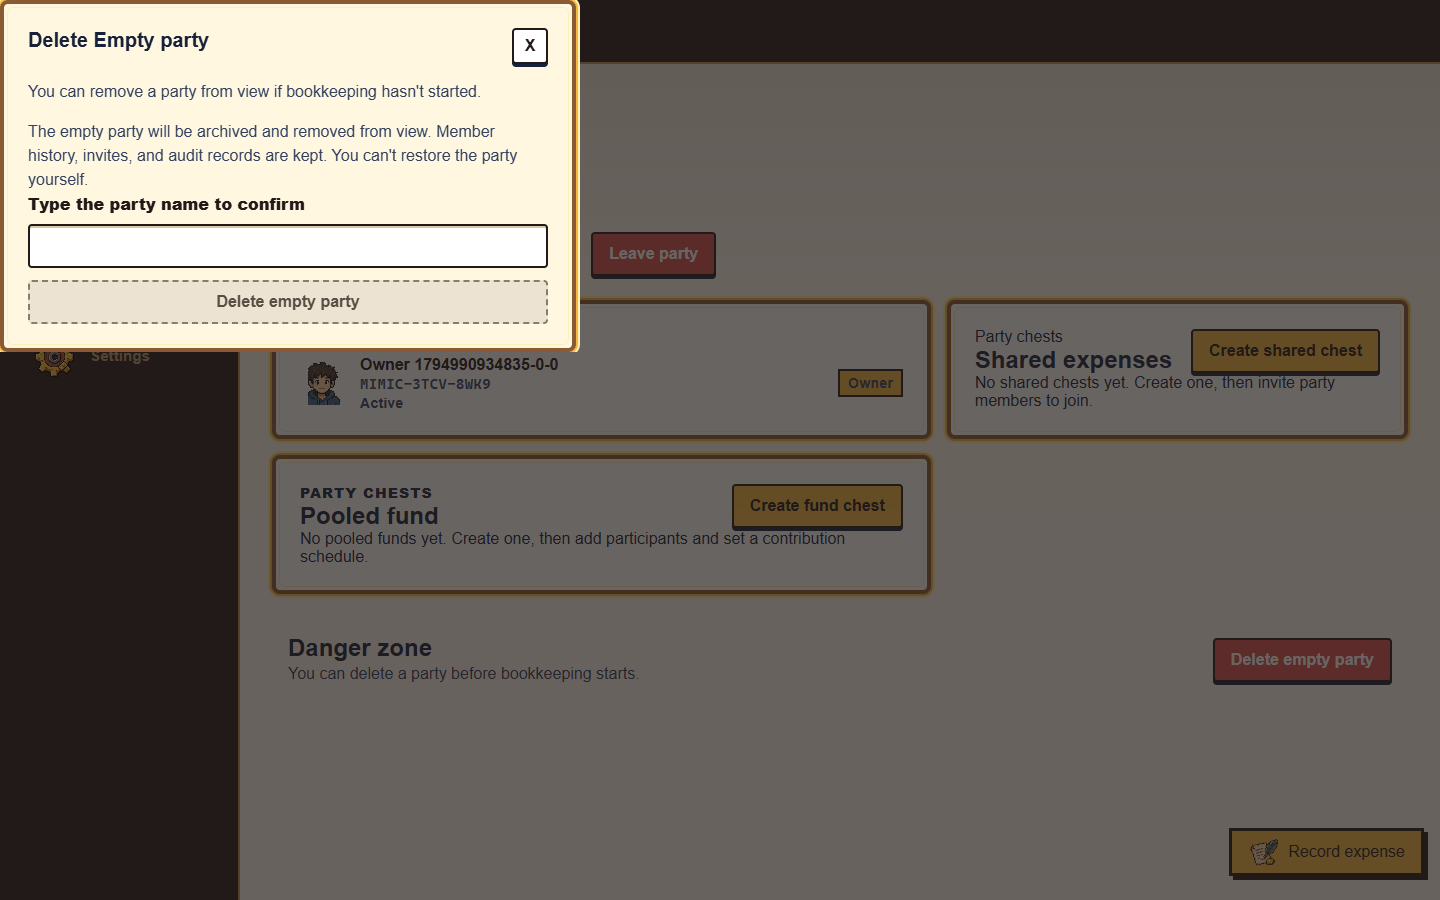 Delete Empty party
X
You can remove a party from view if bookkeeping hasn't started.
The empty party will be archived and removed from view. Member
history, invites, and audit records are kept. You can't restore the party
yourself.
Type the party name to confirm
Delete empty party
Leave party
Settings
Owner 1794990934835-0-0
MIMIC-3TCV-8WK9
Active
Owner
Party chests
Shared expenses
Create shared chest
No shared chests yet. Create one, then invite party
members to join.
PARTY CHESTS
Pooled fund
Create fund chest
No pooled funds yet. Create one, then add participants and set a contribution
schedule.
Danger zone
You can delete a party before bookkeeping starts.
Delete empty party
Record expense